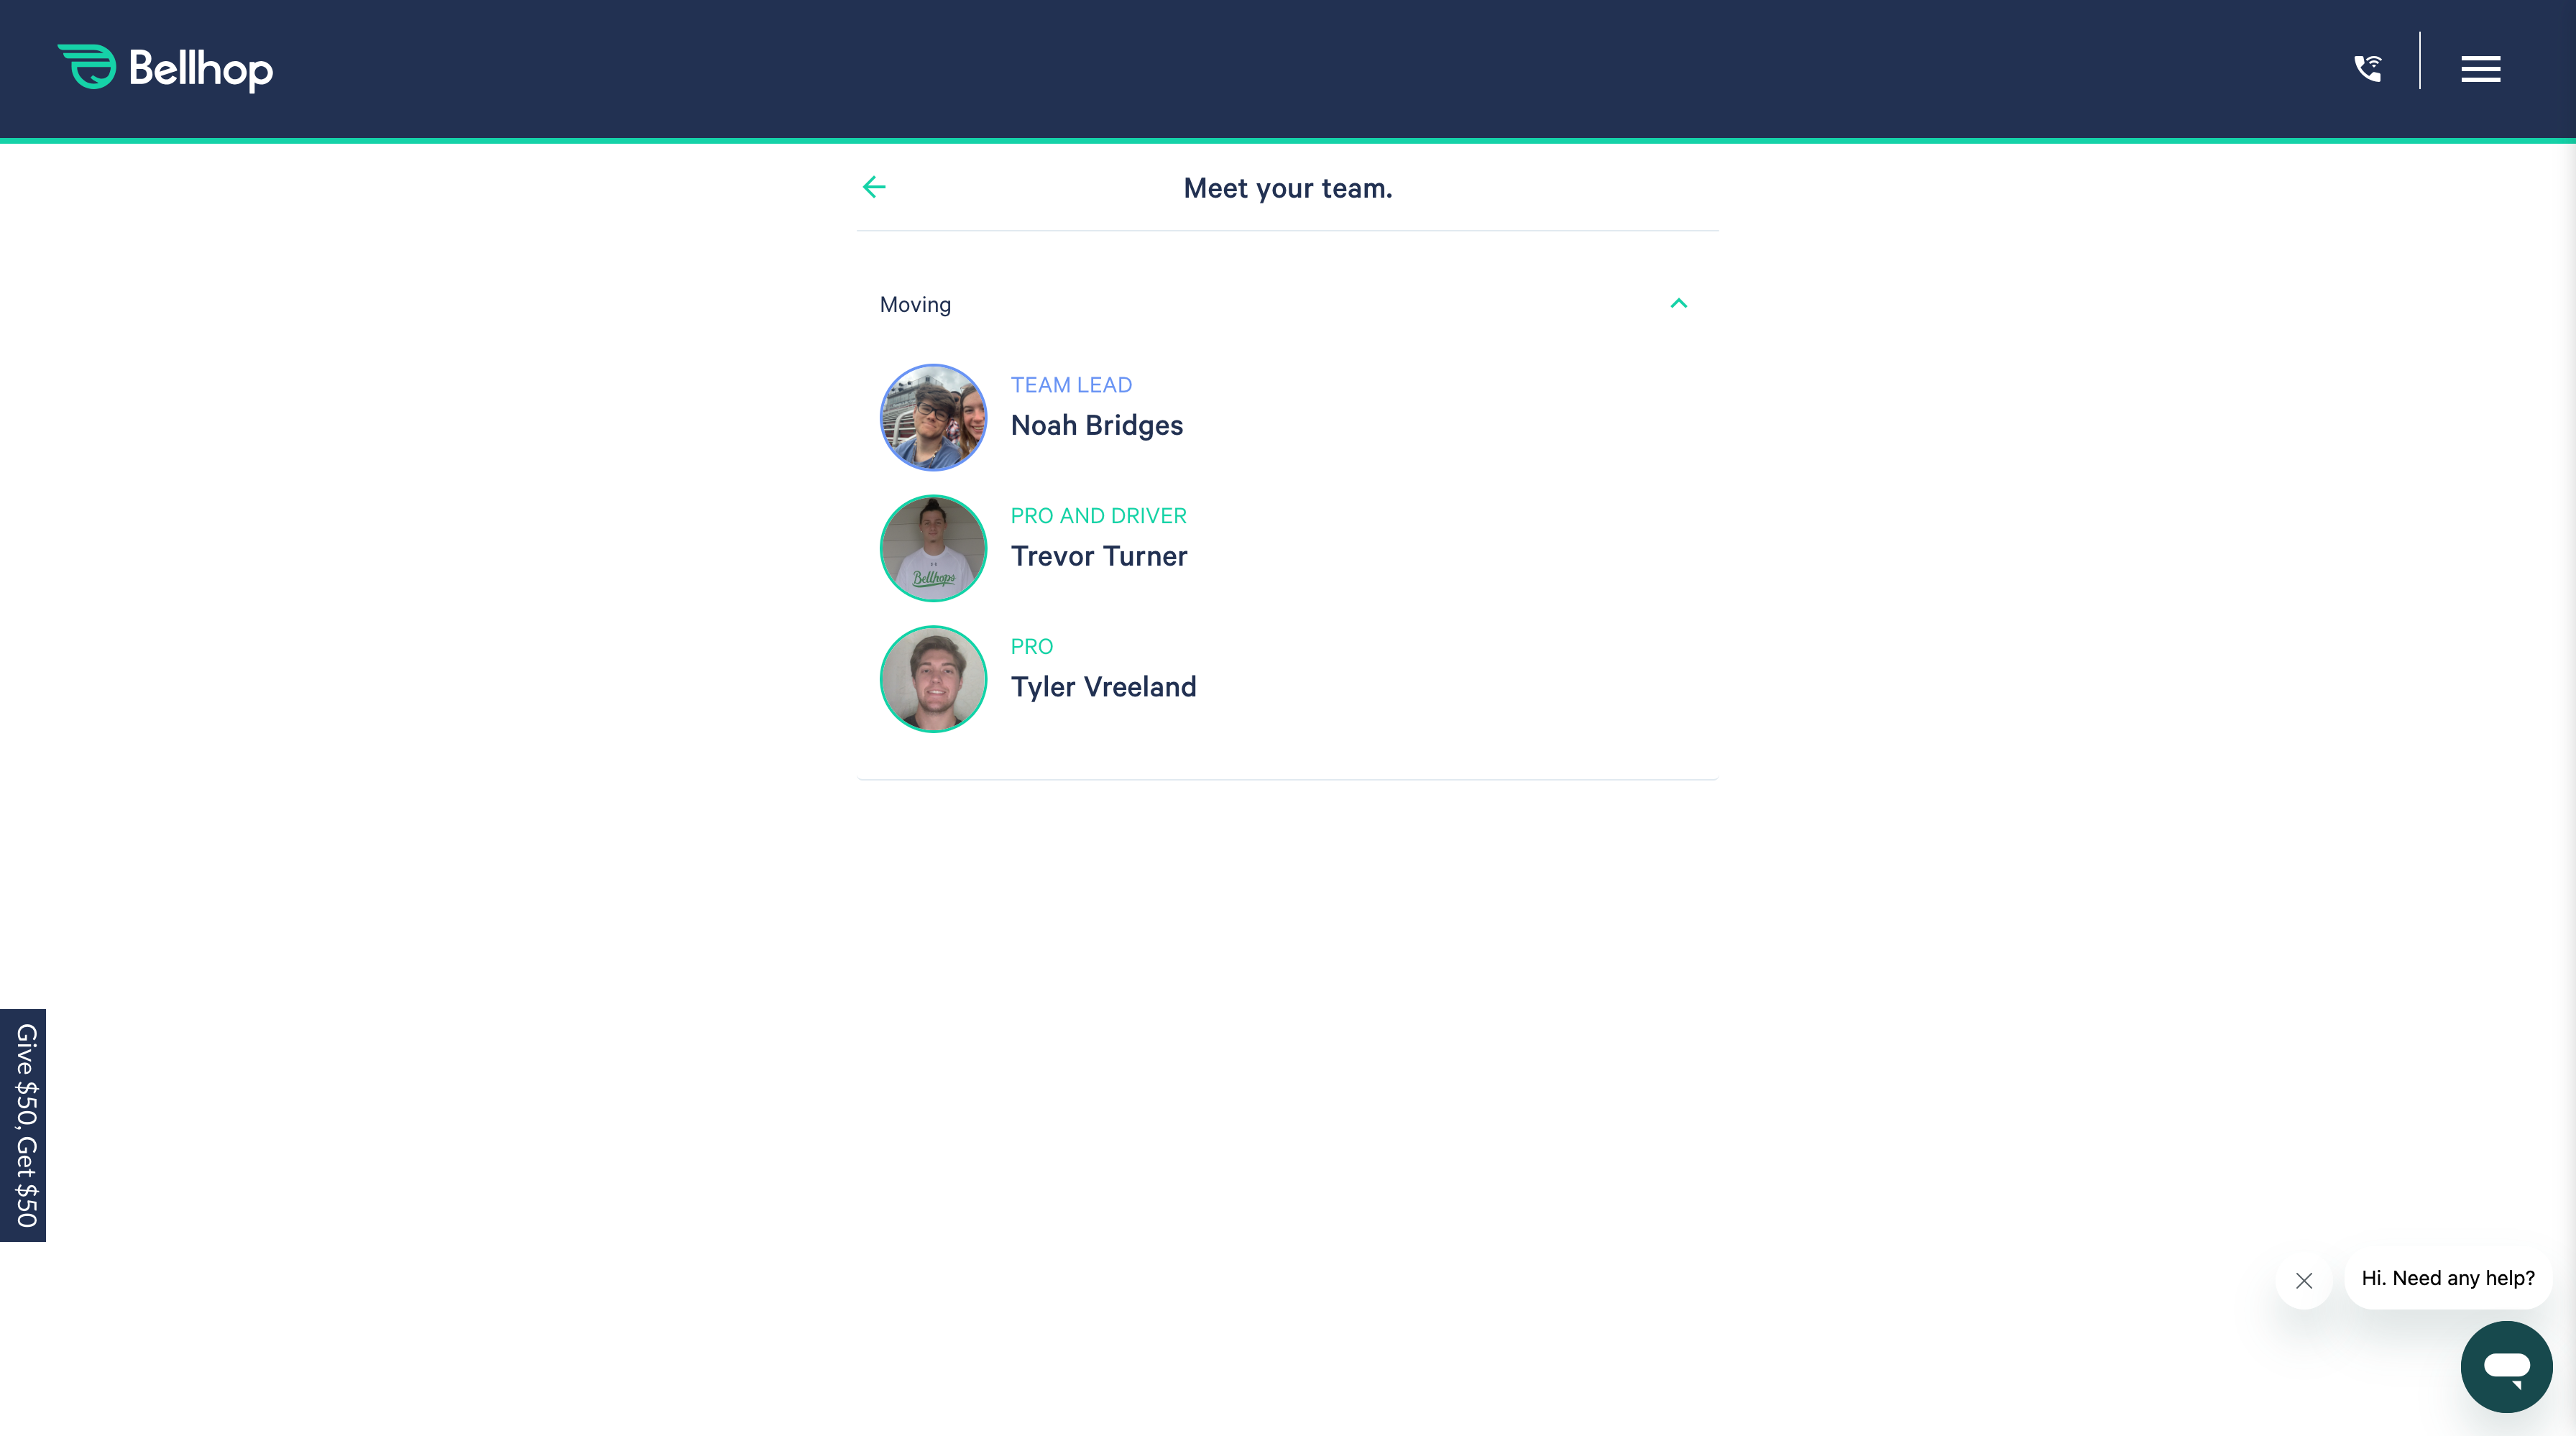 Bellhop
Meet your team.
Moving
TEAM LEAD
Noah Bridges
PRO AND DRIVER
Trevor Turner
Bellhops
PRO
Tyler Vreeland
Give $50, Get $50
Hi. Need any help?